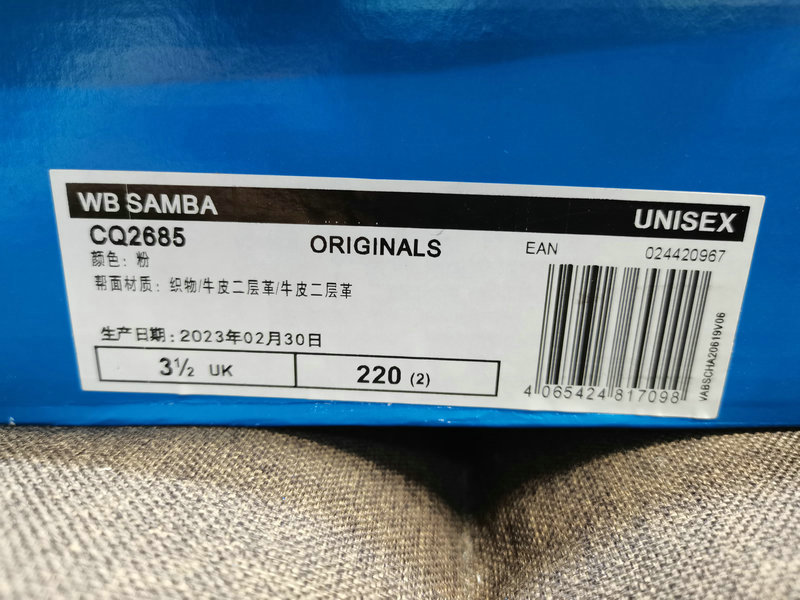 WB SAMBA
UNISEX
CQ2685
ORIGINALS
EAN
024420967
颜色：粉
帮面材质：织物/牛皮二层革/牛皮二层革
生产日期：2023年02月30日
3½ UK
220 (2)
4 065424 817098
VABSCHA20619V06